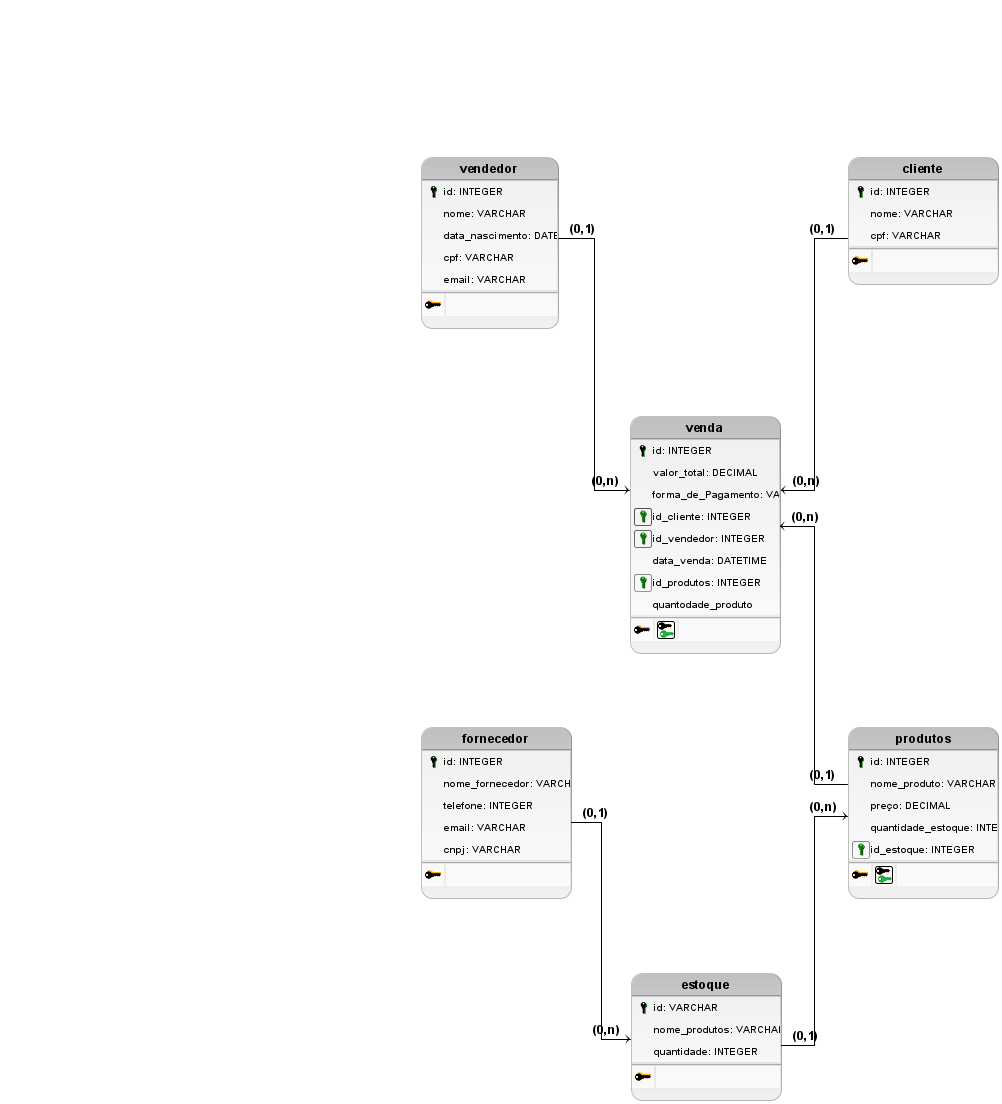 vendedor
id: INTEGER
nome: VARCHAR
data_nascimento: DATE
cpf: VARCHAR
email: VARCHAR
(0,1)
cliente
id: INTEGER
nome: VARCHAR
cpf: VARCHAR
(0,1)
venda
id: INTEGER
valor_total: DECIMAL
forma_de_Pagamento: VA
id_cliente: INTEGER
id_vendedor: INTEGER
data_venda: DATETIME
id_produtos: INTEGER
quantodade_produto
(0,n)
(0,n)
(0,n)
fornecedor
id: INTEGER
nome_fornecedor: VARCH
telefone: INTEGER
email: VARCHAR
cnpj: VARCHAR
(0,1)
produtos
id: INTEGER
nome_produto: VARCHAR
preço: DECIMAL
quantidade_estoque: INTE
id_estoque: INTEGER
(0,1)
(0,n)
estoque
id: VARCHAR
nome_produtos: VARCHA
quantidade: INTEGER
(0,n)
(0,1)